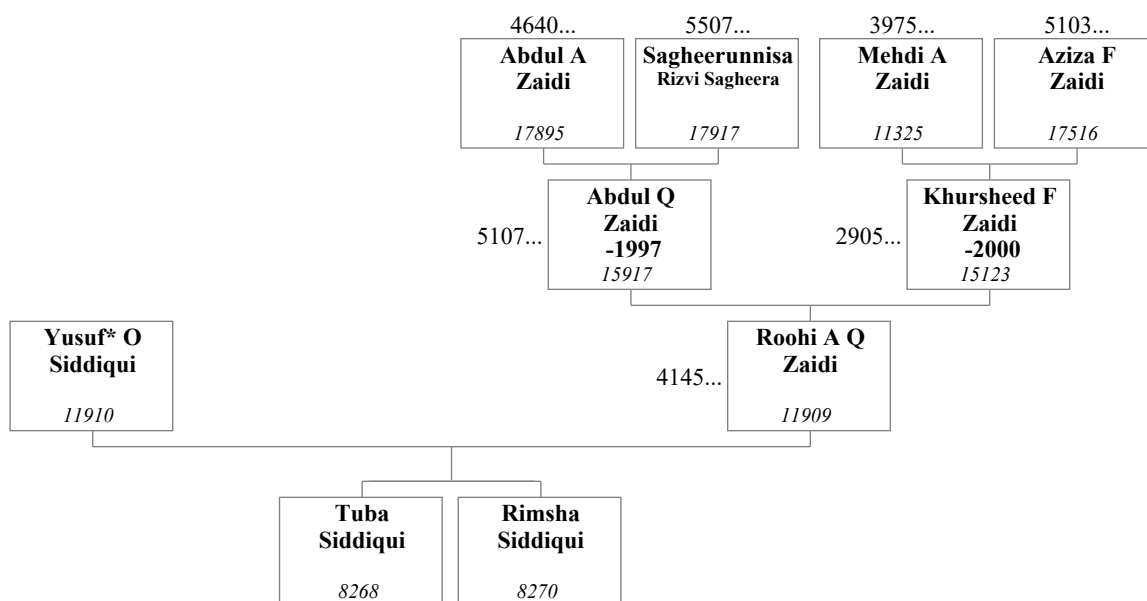 4640... 5507... 3975... 5103...
Abdul A Sagheerunnisa Mehdi A Aziza F
Zaidi Rizvi Sagheera Zaidi Zaidi
17895 17917 11325 17516
Abdul Q Khursheed F
Zaidi Zaidi
5107... -1997 2905... -2000
15917 15123
Yusuf* O Roohi A Q
Siddiqui Zaidi
4145...
11910 11909
Tuba Rimsha
Siddiqui Siddiqui
8268 8270